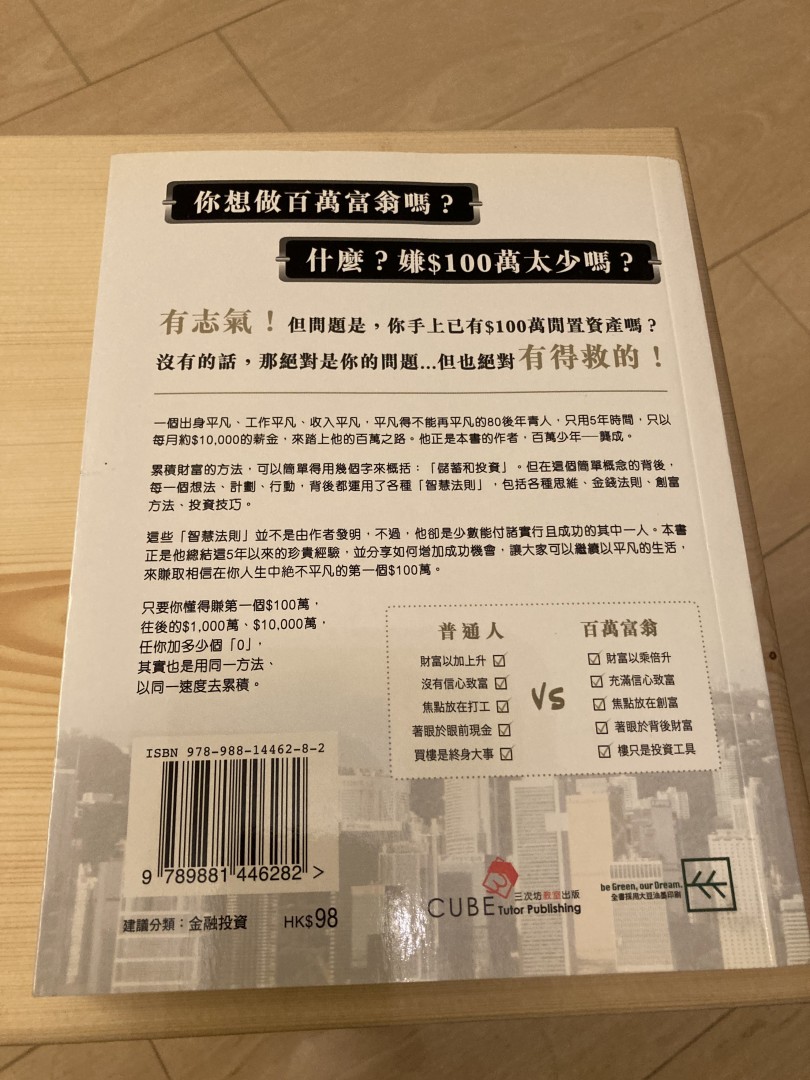 你想做百萬富翁嗎？
什麼？嫌$100萬太少嗎？
有志氣！但問題是，你手上已有$100萬閒置資產嗎？
沒有的話，那絕對是你的問題...但也絕對有得救的！
一個出身平凡、工作平凡、收入平凡，平凡得不能再平凡的80後年青人，只用5年時間，只以
每月約$10,000的薪金，來踏上他的百萬之路。他正是本書的作者，百萬少年──龔成。
累積財富的方法，可以簡單得用幾個字來概括：「儲蓄和投資」。但在這個簡單概念的背後，
每一個想法、計劃、行動，背後都運用了各種「智慧法則」，包括各種思維、金錢法則、創富
方法、投資技巧。
這些「智慧法則」並不是由作者發明，不過，他卻是少數能付諸實行且成功的其中一人。本書
正是他總結這5年以來的珍貴經驗，並分享如何增加成功機會，讓大家可以繼續以平凡的生活，
來賺取相信在你人生中絕不平凡的第一個$100萬。
只要你懂得賺第一個$100萬，
往後的$1,000萬、$10,000萬，
任你加多少個「0」，
其實也是用同一方法、
以同一速度去累積。
普通人 百萬富翁
財富以加上升 ☑ ☑ 財富以乘倍升
沒有信心致富 ☑ ☑ 充滿信心致富
焦點放在打工 ☑ VS ☑ 焦點放在創富
著眼於眼前現金 ☑ ☑ 著眼於背後財富
買樓是終身大事 ☑ ☑ 樓只是投資工具
ISBN 978-988-14462-8-2
9 789881 446282 >
建議分類：金融投資 HK$98
三次坊教室出版
CUBE Tutor Publishing
be Green, our Dream.
全書採用大豆油墨印刷